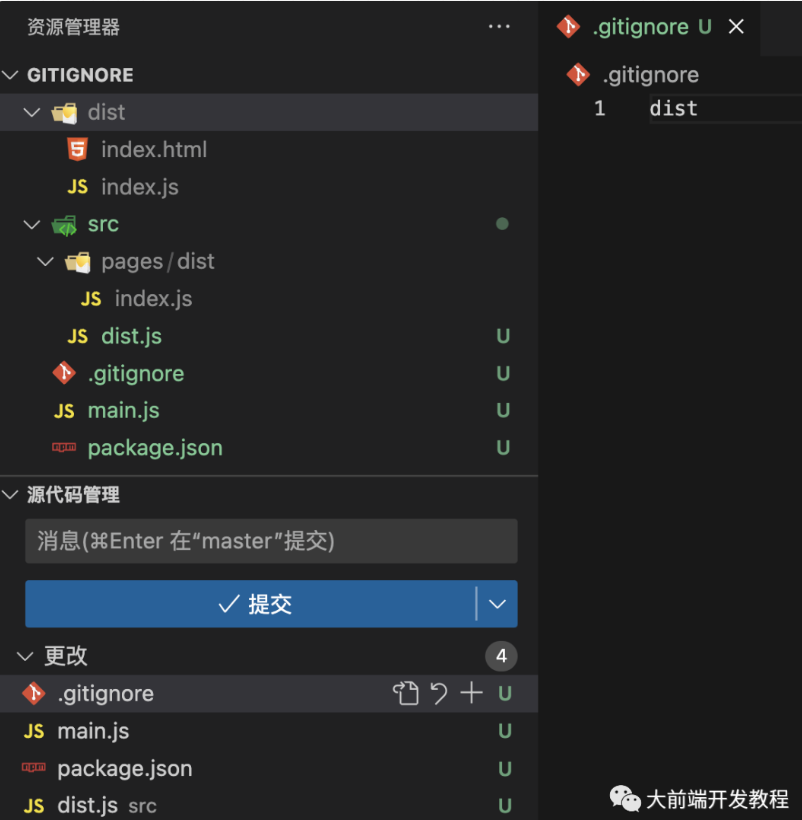 资源管理器 ···
GITIGNORE
dist
index.html
JS index.js
src
pages/dist
JS index.js
JS dist.js U
.gitignore U
JS main.js U
package.json U
源代码管理
消息(⌘Enter 在“master”提交)
提交
更改 4
.gitignore U
JS main.js U
package.json U
JS dist.js src U
.gitignore U
.gitignore
1 dist
大前端开发教程